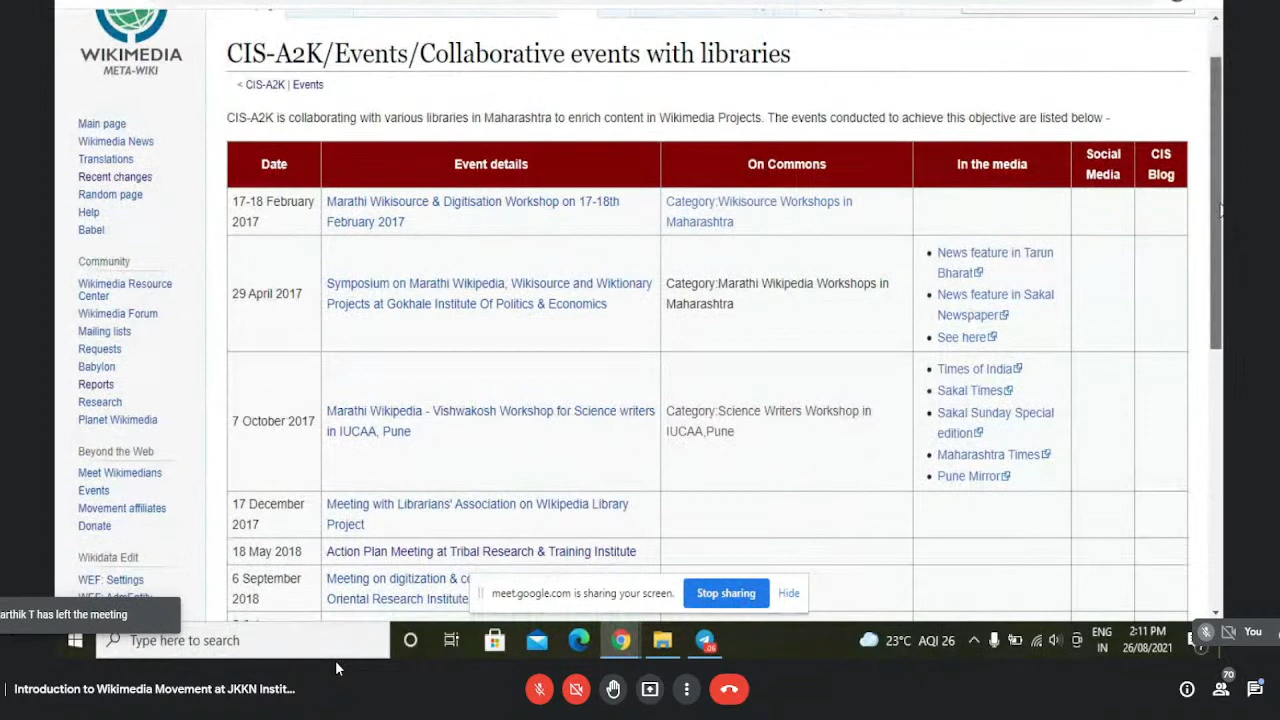 WIKIMEDIA
META-WIKI
Main page
Wikimedia News
Translations
Recent changes
Random page
Help
Babel
Community
Wikimedia Resource
Center
Wikimedia Forum
Mailing lists
Requests
Babylon
Reports
Research
Planet Wikimedia
Beyond the Web
Meet Wikimedians
Events
Movement affiliates
Donate
Wikidata Edit
WEF: Settings
CIS-A2K/Events/Collaborative events with libraries
< CIS-A2K | Events
CIS-A2K is collaborating with various libraries in Maharashtra to enrich content in Wikimedia Projects. The events conducted to achieve this objective are listed below -
Date Event details On Commons In the media Social Media CIS Blog
17-18 February 2017
Marathi Wikisource & Digitisation Workshop on 17-18th
February 2017
Category:Wikisource Workshops in
Maharashtra
29 April 2017
Symposium on Marathi Wikipedia, Wikisource and Wiktionary
Projects at Gokhale Institute Of Politics & Economics
Category:Marathi Wikipedia Workshops in
Maharashtra
News feature in Tarun
Bharat
News feature in Sakal
Newspaper
See here
7 October 2017
Marathi Wikipedia - Vishwakosh Workshop for Science writers
in IUCAA, Pune
Category:Science Writers Workshop in
IUCAA,Pune
Times of India
Sakal Times
Sakal Sunday Special
edition
Maharashtra Times
Pune Mirror
17 December
2017
Meeting with Librarians' Association on Wikipedia Library
Project
18 May 2018
Action Plan Meeting at Tribal Research & Training Institute
6 September
2018
Meeting on digitization &
Oriental Research Institute
meet.google.com is sharing your screen.
Stop sharing
Hide
arthik T has left the meeting
Type here to search
23°C AQI 26
ENG
IN
2:11 PM
26/08/2021
You
Introduction to Wikimedia Movement at JKKN Instit...
70